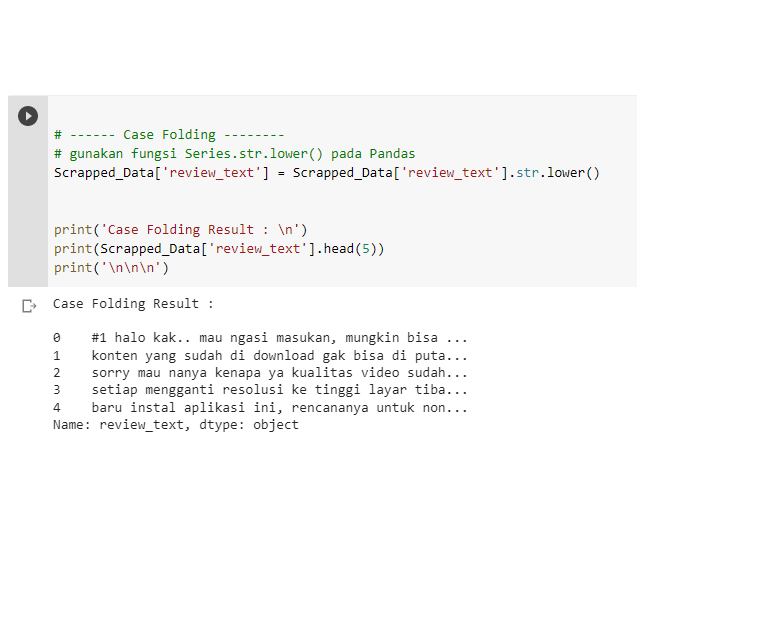 # ------ Case Folding --------
# gunakan fungsi Series.str.lower() pada Pandas
Scrapped_Data['review_text'] = Scrapped_Data['review_text'].str.lower()
print('Case Folding Result : \n')
print(Scrapped_Data['review_text'].head(5))
print('\n\n\n')
Case Folding Result :
0    #1 halo kak.. mau ngasi masukan, mungkin bisa ...
1    konten yang sudah di download gak bisa di puta...
2    sorry mau nanya kenapa ya kualitas video sudah...
3    setiap mengganti resolusi ke tinggi layar tiba...
4    baru instal aplikasi ini, rencananya untuk non...
Name: review_text, dtype: object